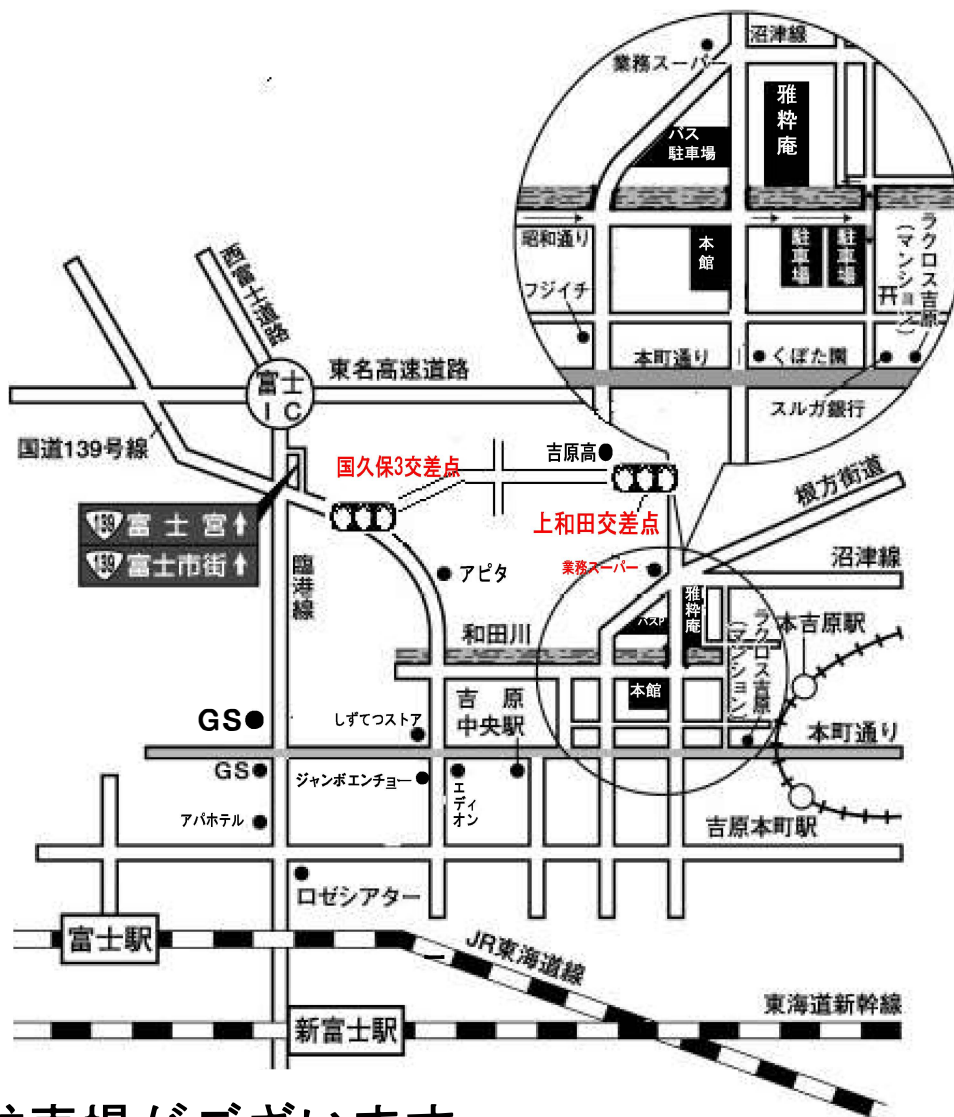 沼津線
業務スーパー
雅粋庵
バス
駐車場
昭和通り
本館
駐車場
駐車場
ラクロス吉原
(マンション)
フジイチ
本町通り
くぼた園
スルガ銀行
西富士道路
富士
IC
東名高速道路
国道139号線
国久保3交差点
吉原高
上和田交差点
根方街道
139 富士宮↑
139 富士市街↑
臨港線
アピタ
業務スーパー
沼津線
雅粋庵
バスP
和田川
本吉原駅
ラクロス吉原
(マンション)
本館
吉原
中央駅
GS
しずてつストア
本町通り
GS
ジャンボエンチョー
エディオン
アパホテル
吉原本町駅
ロゼシアター
富士駅
JR東海道線
東海道新幹線
新富士駅